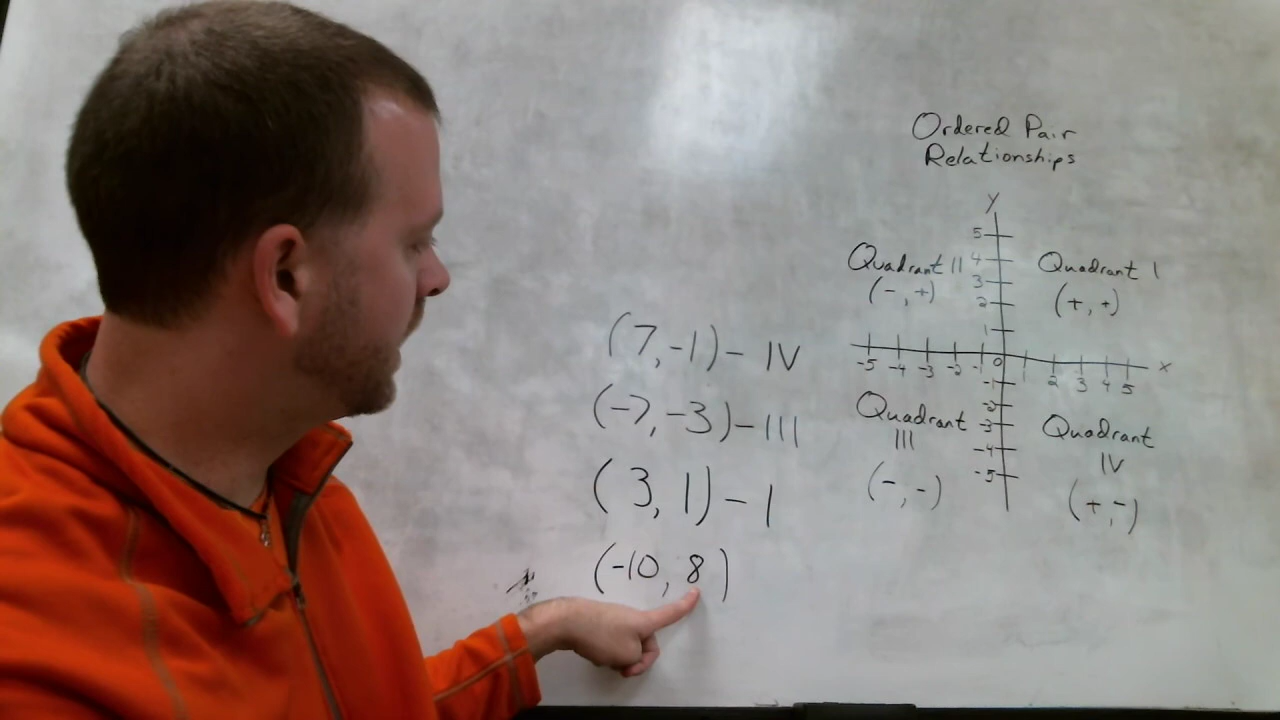 Ordered Pair
Relationships
y
5
Quadrant II
4
Quadrant I
(-,+)
3
(+,+)
2
1
-5 -4 -3 -2 -1 0 1 2 3 4 5 x
-1
-2
Quadrant
III
-3
Quadrant
IV
-4
-5
(-,-)
(+,-)
(7,-1) - IV
(-7,-3) - III
(3,1) - I
(-10,8)